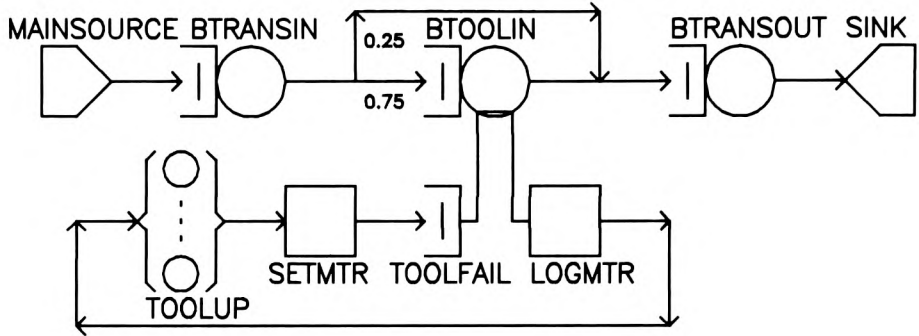 MAINSOURCE BTRANSIN BTOOLIN BTRANSOUT SINK
0.25
0.75
SETMTR TOOLFAIL LOGMTR
TOOLUP